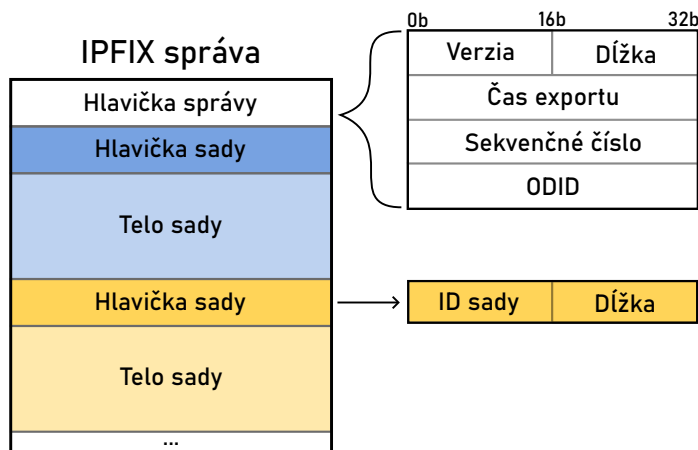 IPFIX správa
Hlavička správy
Hlavička sady
Telo sady
Hlavička sady
Telo sady
...
0b 16b 32b
Verzia Dĺžka
Čas exportu
Sekvenčné číslo
ODID
ID sady Dĺžka